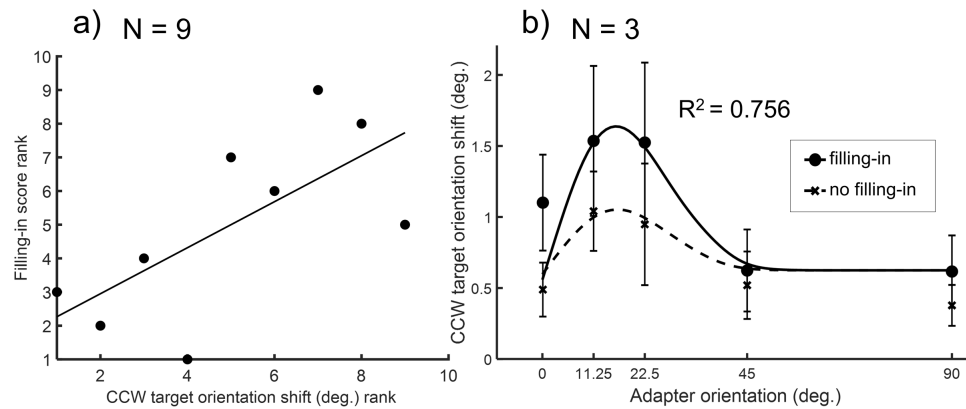 a) N = 9
10
9
8
7
6
5
4
3
2
1
Filling-in score rank
2 4 6 8 10
CCW target orientation shift (deg.) rank
b) N = 3
2
1.5
1
0.5
0
CCW target orientation shift (deg.)
R² = 0.756
filling-in
no filling-in
0 11.25 22.5 45 90
Adapter orientation (deg.)